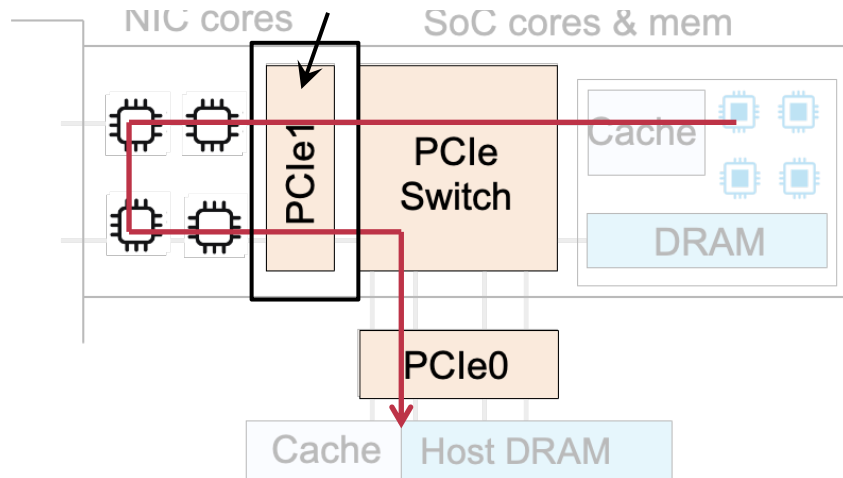 NIC cores
SoC cores & mem
PCIe1
PCIe
Switch
Cache
DRAM
PCIe0
Cache
Host DRAM